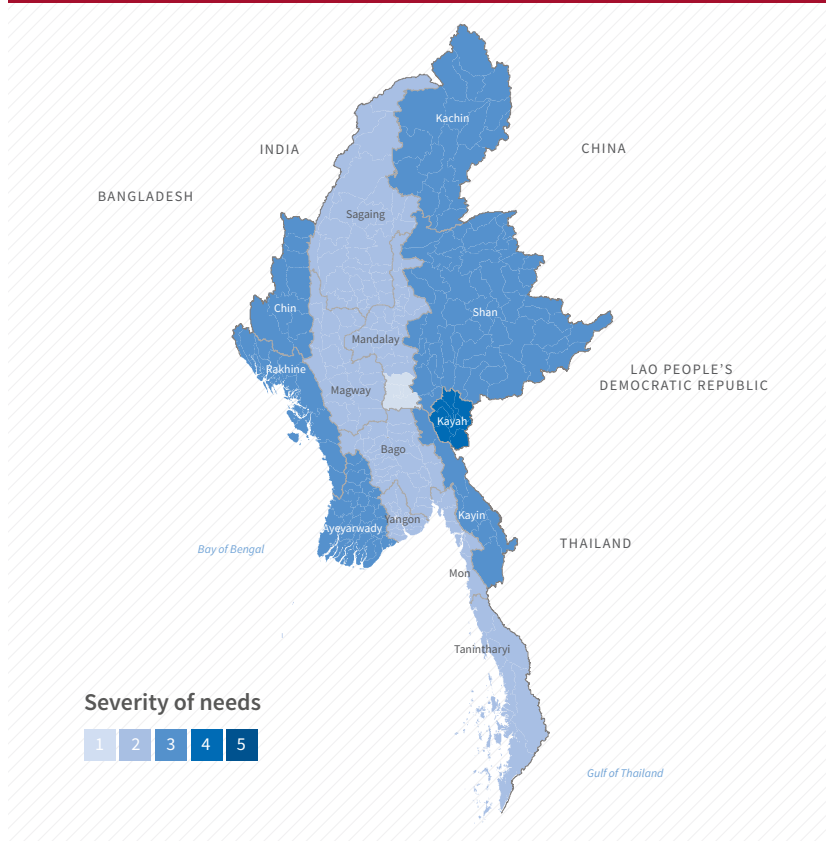 Kachin
INDIA
CHINA
BANGLADESH
Sagaing
Chin
Shan
Mandalay
Rakhine
LAO PEOPLE'S
DEMOCRATIC REPUBLIC
Magway
Kayah
Bago
Kayin
Yangon
Ayeyarwady
THAILAND
Bay of Bengal
Mon
Tanintharyi
Severity of needs
1 2 3 4 5
Gulf of Thailand